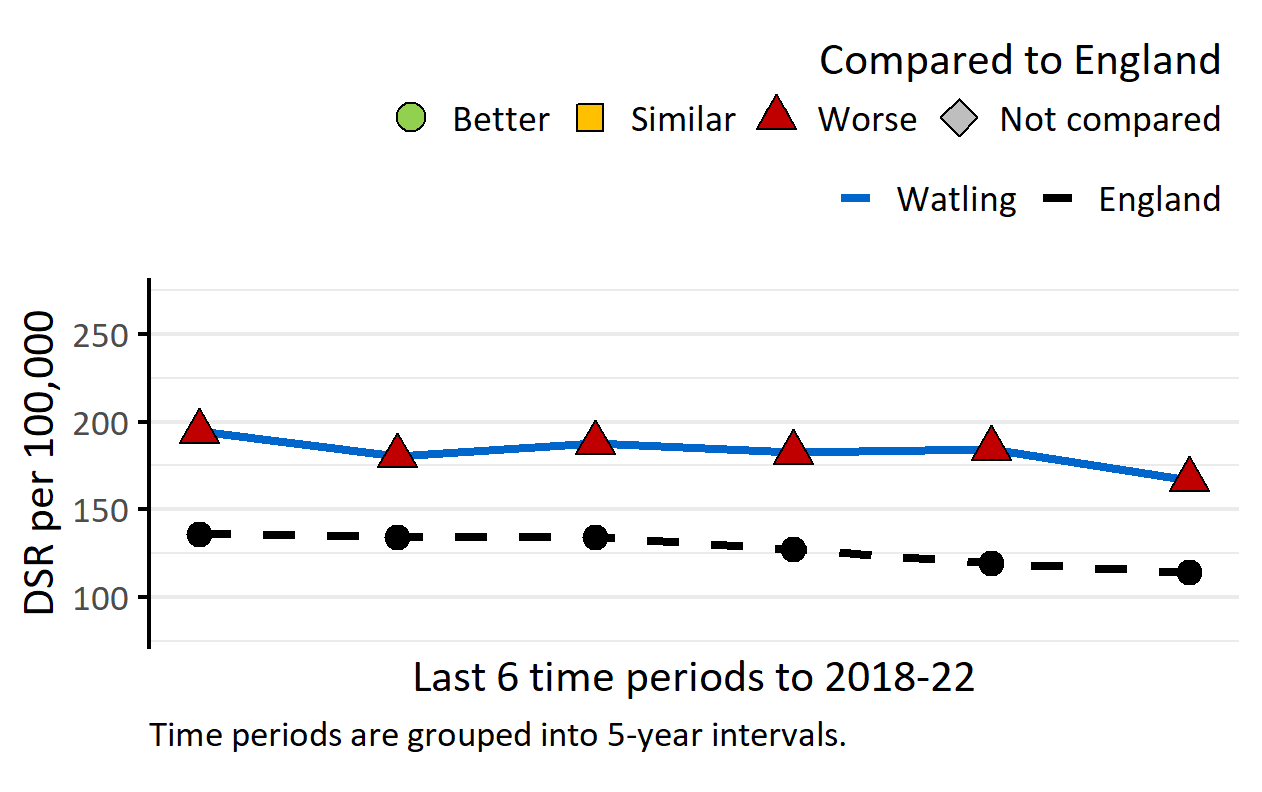 Compared to England
Better Similar Worse Not compared
Watling England
DSR per 100,000
250
200
150
100
Last 6 time periods to 2018-22
Time periods are grouped into 5-year intervals.